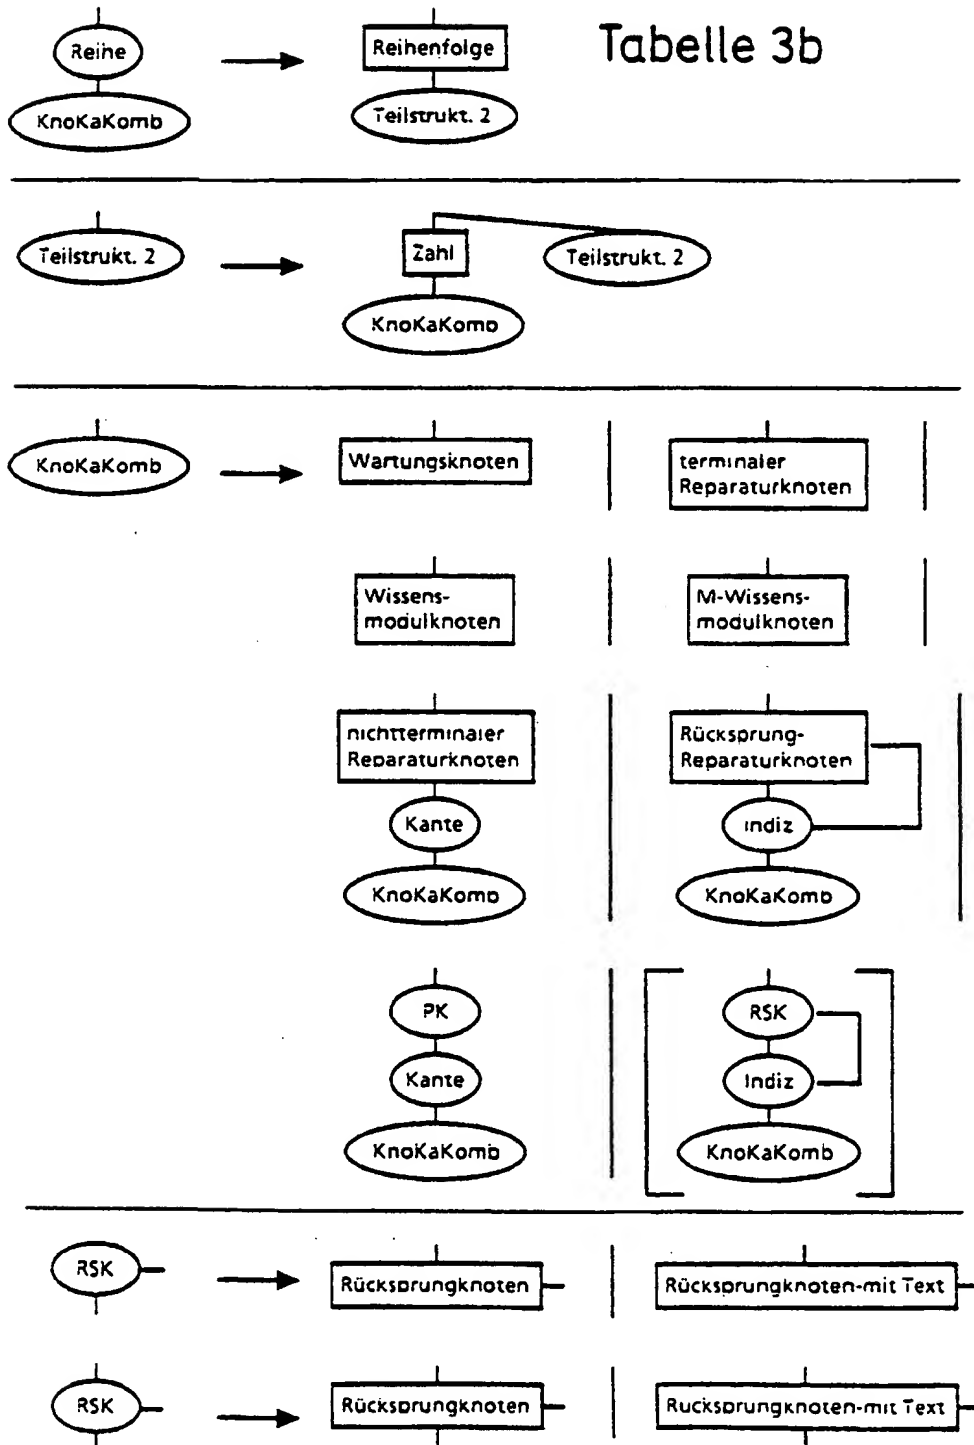 Tabelle 3b
Reihe
Reihenfolge
KnoKaKomb
Teilstrukt. 2
Teilstrukt. 2
Zahl
Teilstrukt. 2
KnoKaKomb
KnoKaKomb
Wartungsknoten
terminaler
Reparaturknoten
Wissens-
modulknoten
M-Wissens-
modulknoten
nichtterminaler
Reparaturknoten
Rücksprung-
Reparaturknoten
Kante
Indiz
KnoKaKomb
KnoKaKomb
PK
RSK
Kante
Indiz
KnoKaKomb
KnoKaKomb
RSK
Rücksprungknoten
Rücksprungknoten-mit Text
RSK
Rücksprungknoten
Rucksprungknoten-mit Text